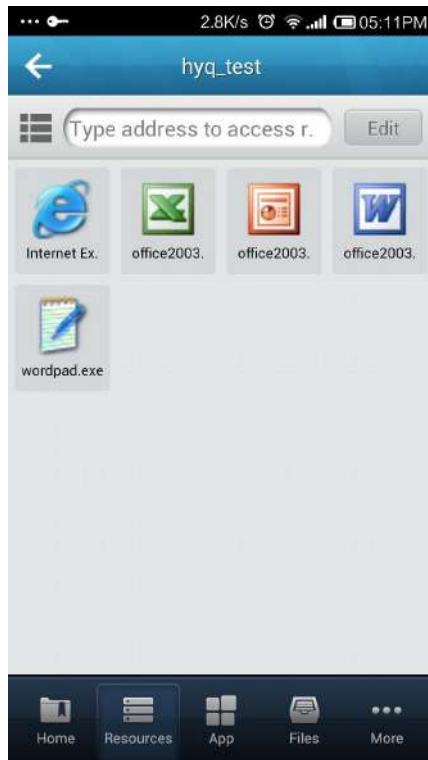 2.8K/s 05:11PM
hyq_test
Type address to access r. Edit
Internet Ex. office2003. office2003. office2003.
wordpad.exe
Home Resources App Files More